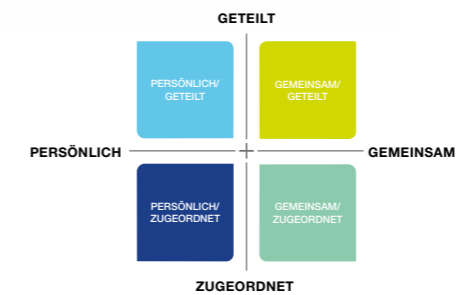 GETEILT
PERSÖNLICH/
GETEILT
GEMEINSAM/
GETEILT
PERSÖNLICH
GEMEINSAM
PERSÖNLICH/
ZUGEORDNET
GEMEINSAM/
ZUGEORDNET
ZUGEORDNET